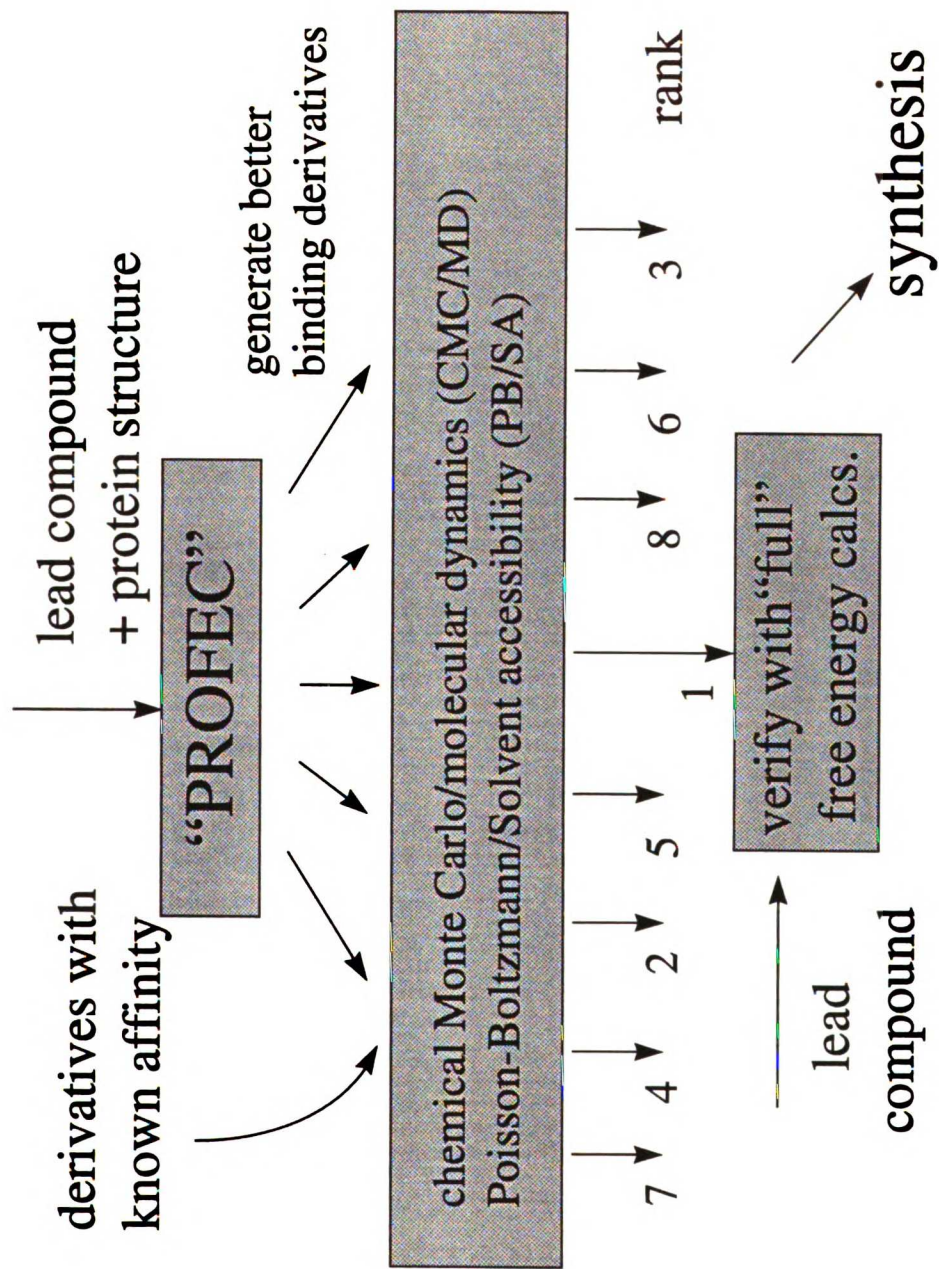 lead compound
+ protein structure
derivatives with
known affinity
“PROFEC”
generate better
binding derivatives
chemical Monte Carlo/molecular dynamics (CMC/MD)
Poisson-Boltzmann/Solvent accessibility (PB/SA)
7 4 2 5 1 8 6 3 rank
lead
compound
verify with“full”
free energy calcs.
synthesis